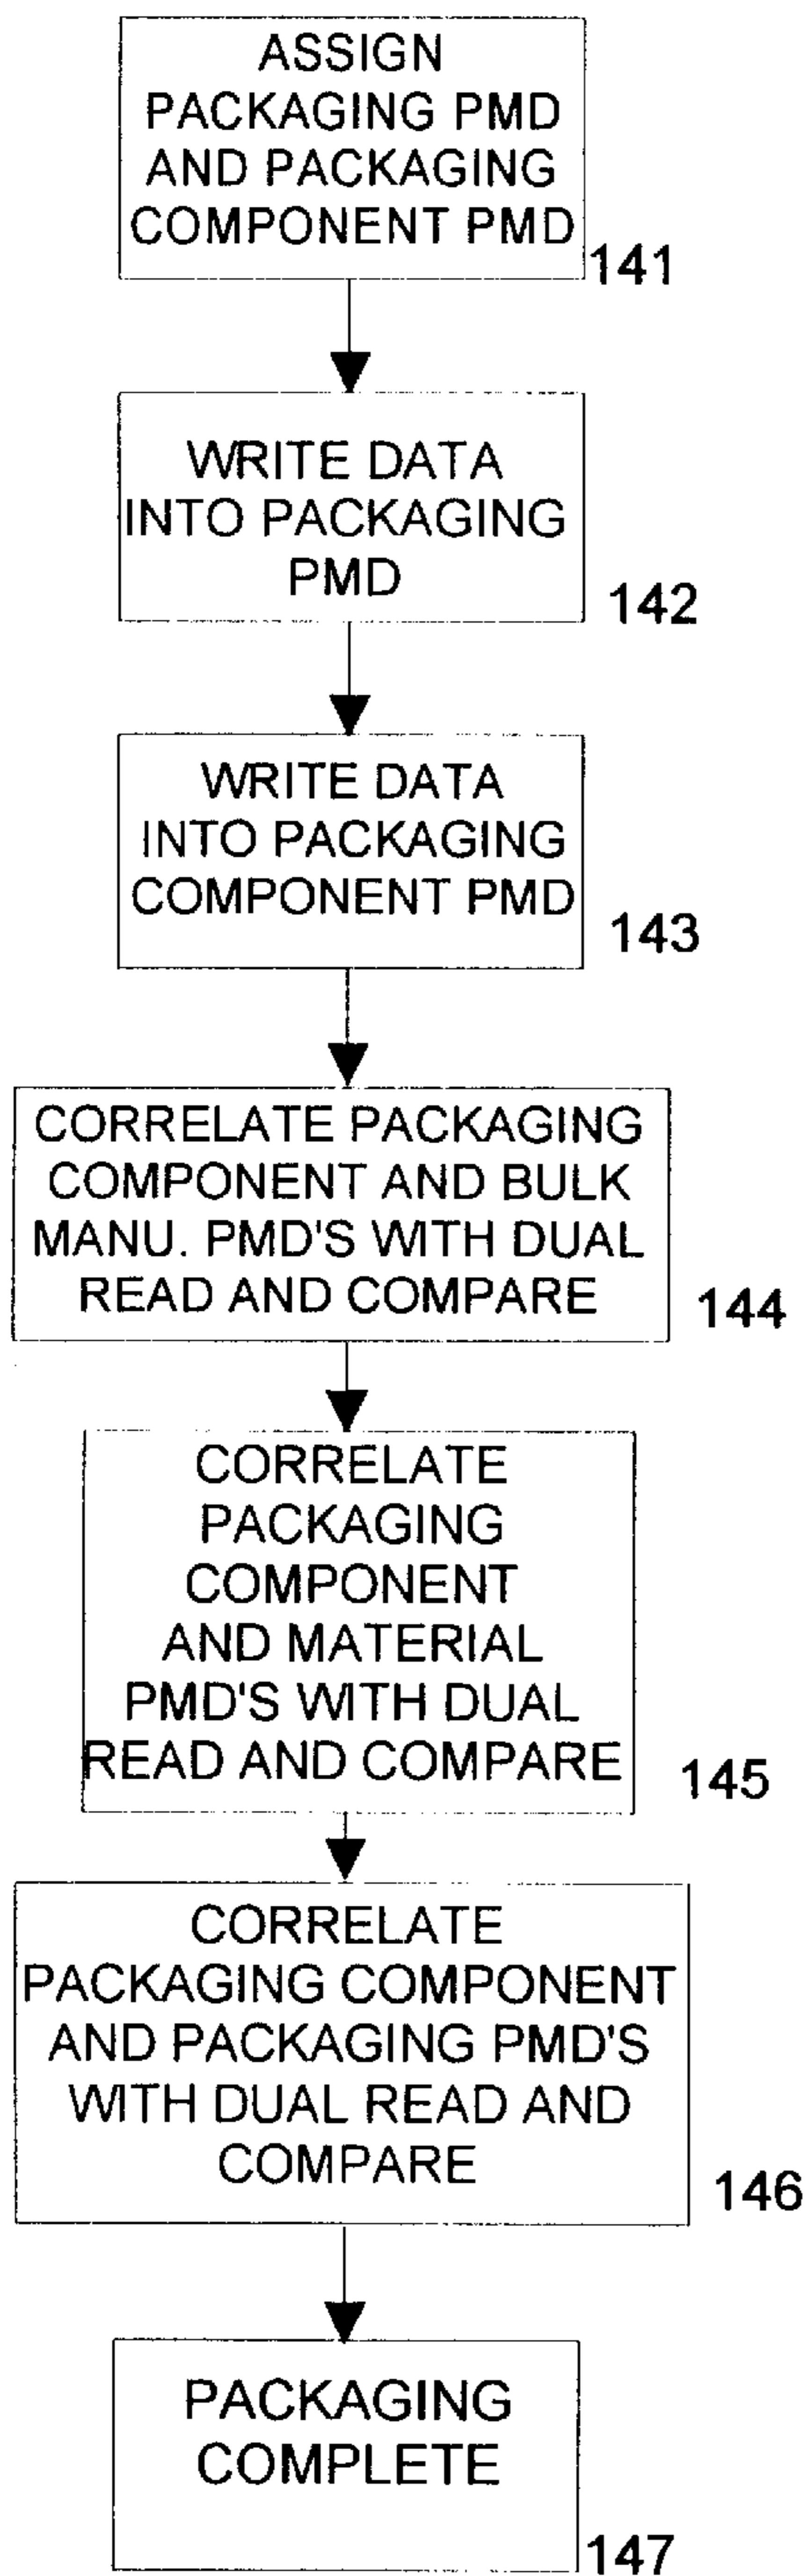 ASSIGN
PACKAGING PMD
AND PACKAGING
COMPONENT PMD
141
WRITE DATA
INTO PACKAGING
PMD
142
WRITE DATA
INTO PACKAGING
COMPONENT PMD
143
CORRELATE PACKAGING
COMPONENT AND BULK
MANU. PMD'S WITH DUAL
READ AND COMPARE
144
CORRELATE
PACKAGING
COMPONENT
AND MATERIAL
PMD'S WITH DUAL
READ AND COMPARE
145
CORRELATE
PACKAGING COMPONENT
AND PACKAGING PMD'S
WITH DUAL READ AND
COMPARE
146
PACKAGING
COMPLETE
147